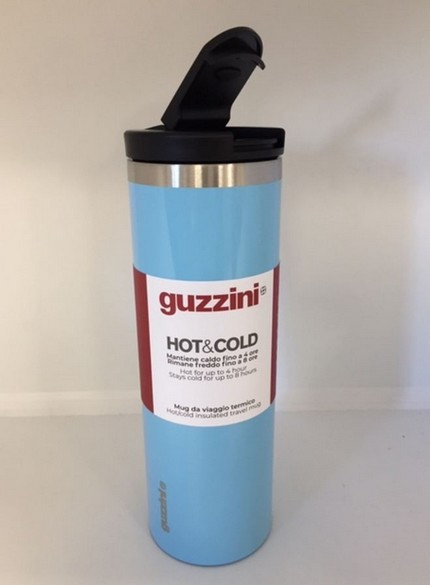 guzzini
HOT&COLD
Mantiene caldo fino a 4 ore
Rimane freddo fino a 8 ore
Hot for up to 4 hour
Stays cold for up to 8 hours
Mug da viaggio termico
Hot/cold insulated travel mug
guzzini